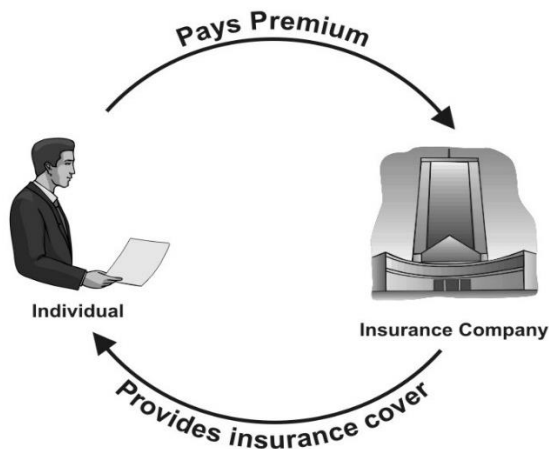 Pays Premium
Individual
Insurance Company
Provides insurance cover